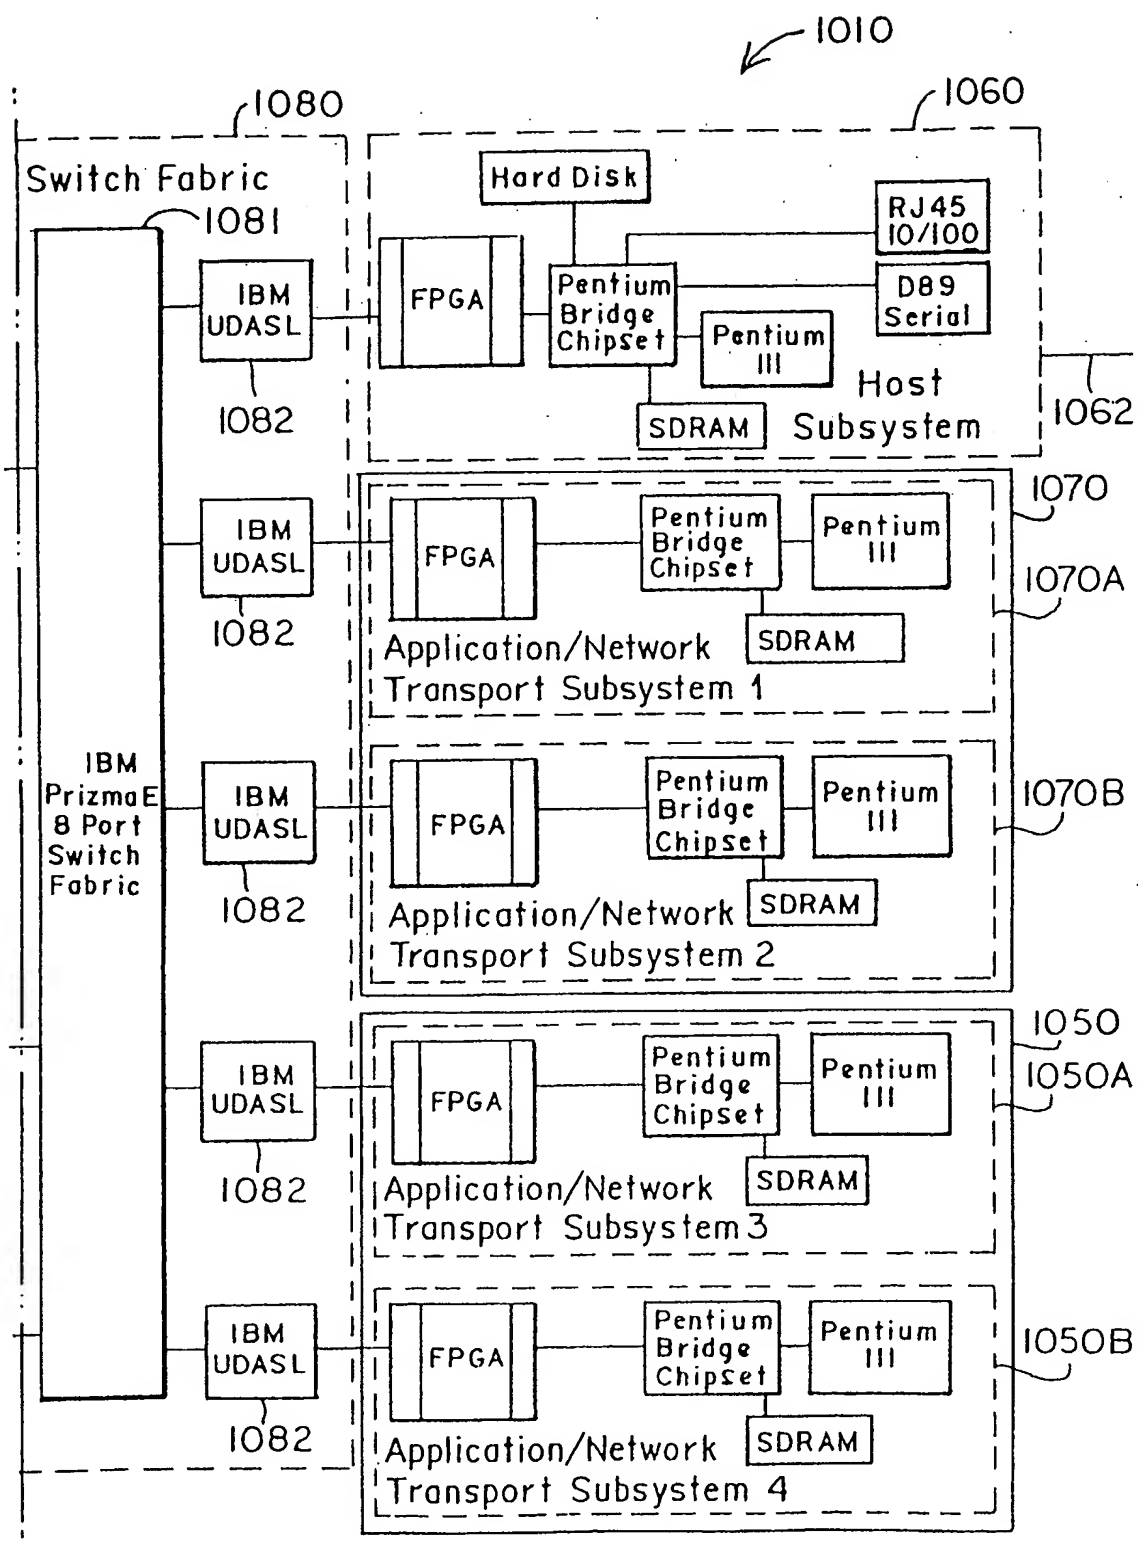 1010
1080
1060
Switch Fabric
1081
Hard Disk
RJ45
10/100
IBM
UDASL
FPGA
Pentium
Bridge
Chipset
D89
Serial
Pentium
III
1082
SDRAM
Host
Subsystem
1062
1070
IBM
UDASL
FPGA
Pentium
Bridge
Chipset
Pentium
III
1070A
1082
SDRAM
Application/Network
Transport Subsystem 1
IBM
PrizmaE
8 Port
Switch
Fabric
IBM
UDASL
FPGA
Pentium
Bridge
Chipset
Pentium
III
1070B
1082
SDRAM
Application/Network
Transport Subsystem 2
1050
IBM
UDASL
FPGA
Pentium
Bridge
Chipset
Pentium
III
1050A
1082
SDRAM
Application/Network
Transport Subsystem 3
IBM
UDASL
FPGA
Pentium
Bridge
Chipset
Pentium
III
1050B
1082
SDRAM
Application/Network
Transport Subsystem 4